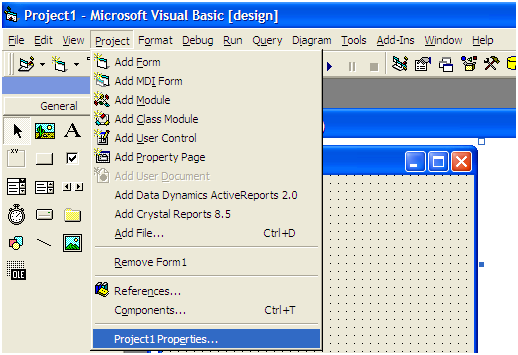 Project1 - Microsoft Visual Basic [design]
File Edit View Project Format Debug Run Query Diagram Tools Add-Ins Window Help
General
Add Form
Add MDI Form
Add Module
Add Class Module
Add User Control
Add Property Page
Add User Document
Add Data Dynamics ActiveReports 2.0
Add Crystal Reports 8.5
Add File... Ctrl+D
Remove Form1
References...
Components... Ctrl+T
Project1 Properties...
A
XY
OLE